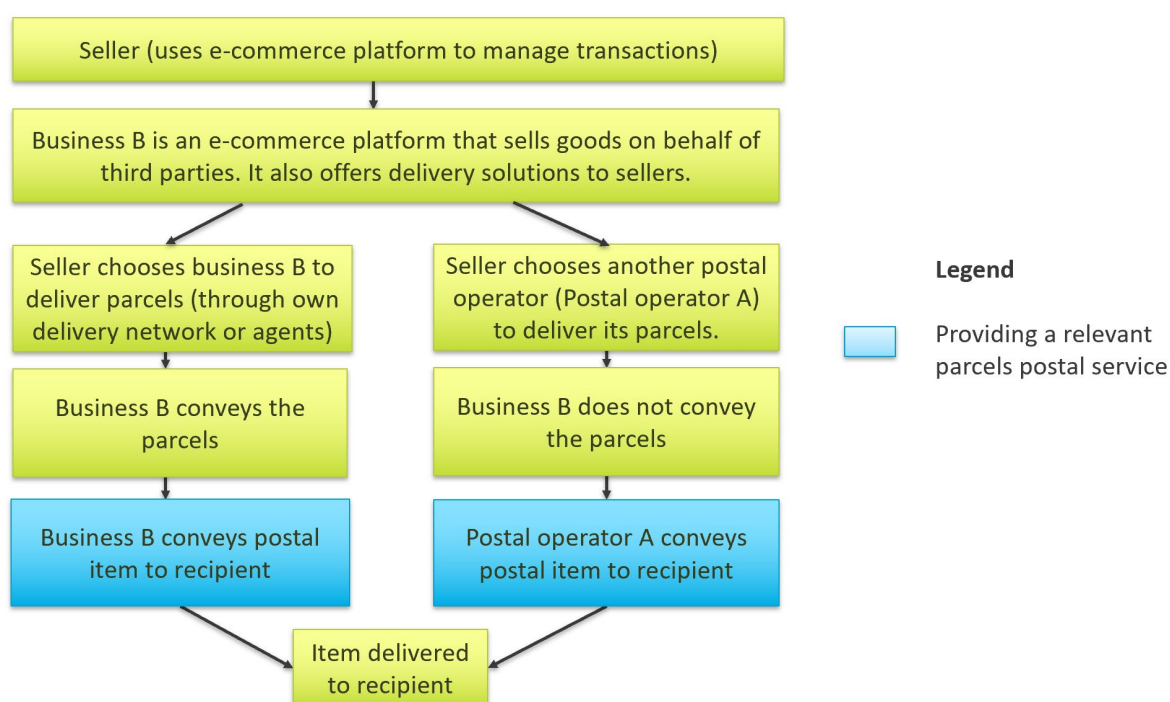 Seller (uses e-commerce platform to manage transactions)
Business B is an e-commerce platform that sells goods on behalf of
third parties. It also offers delivery solutions to sellers.
Seller chooses business B to
deliver parcels (through own
delivery network or agents)
Seller chooses another postal
operator (Postal operator A)
to deliver its parcels.
Business B conveys the
parcels
Business B does not convey
the parcels
Business B conveys postal
item to recipient
Postal operator A conveys
postal item to recipient
Item delivered
to recipient
Legend
Providing a relevant
parcels postal service